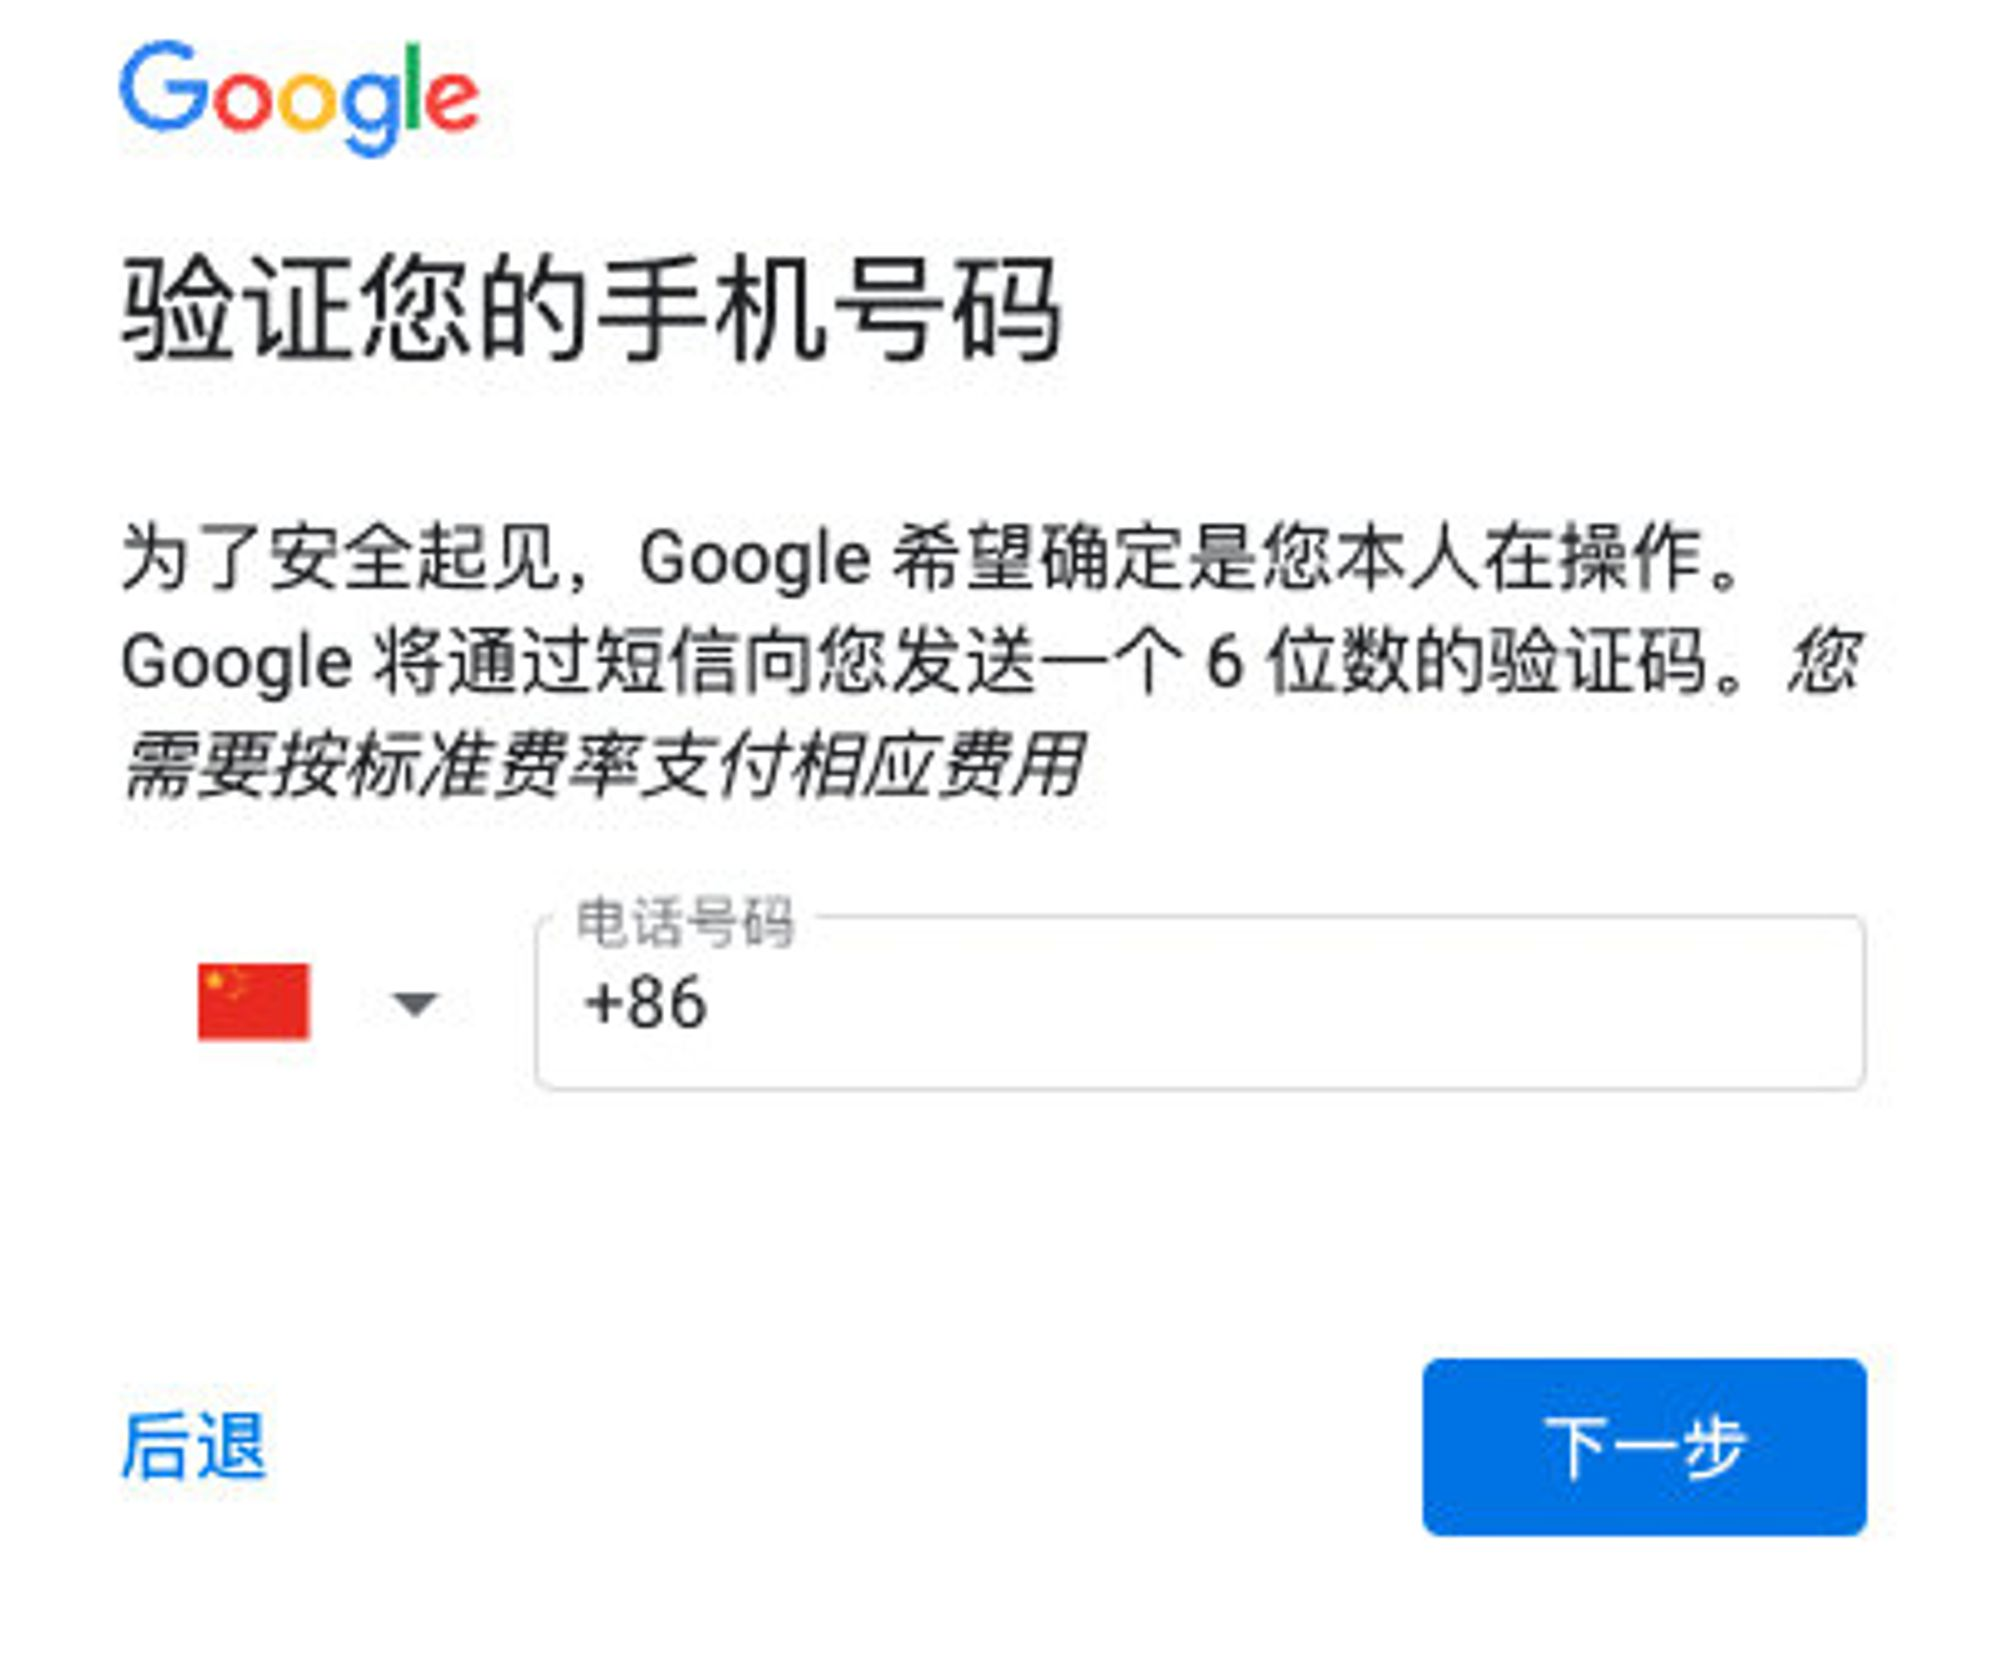 Google
验证您的手机号码
为了安全起见，Google 希望确定是您本人在操作。
Google 将通过短信向您发送一个 6 位数的验证码。您
需要按标准费率支付相应费用
电话号码
+86
后退
下一步